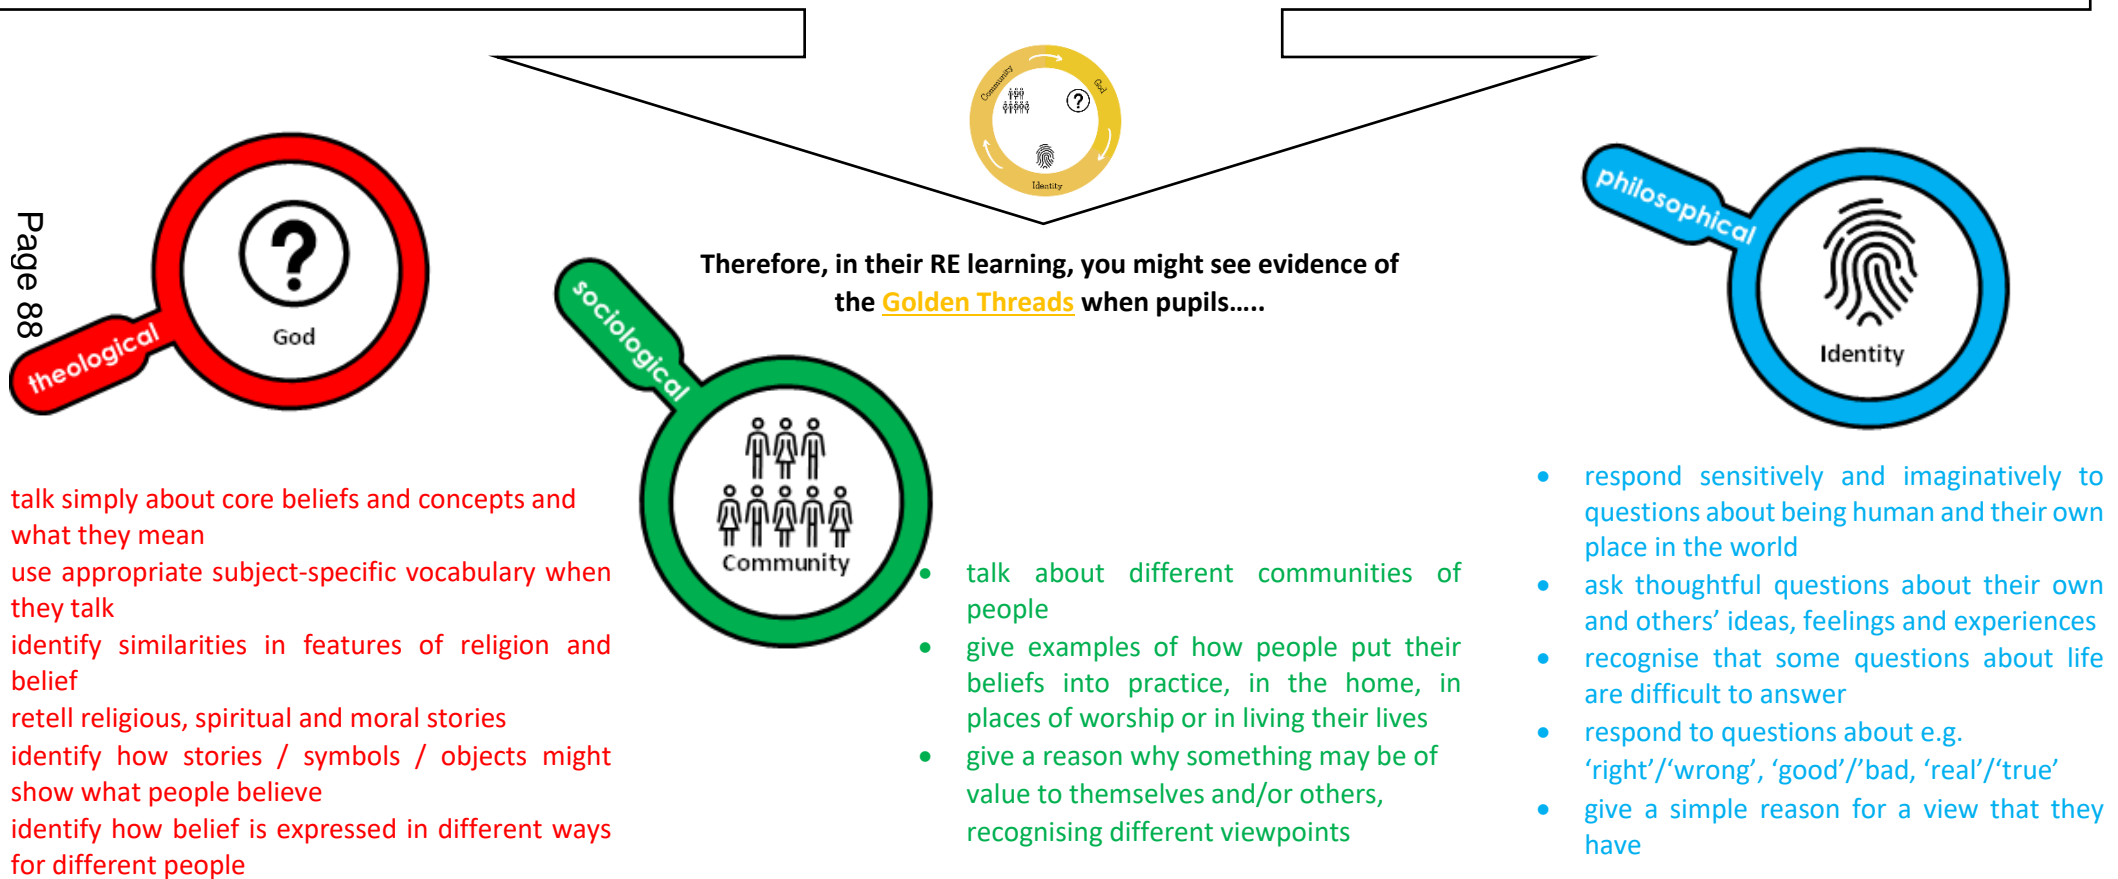 Community
God
Identity
Page 88
theological
God
sociological
Community
philosophical
Identity
Therefore, in their RE learning, you might see evidence of
the Golden Threads when pupils.....
talk simply about core beliefs and concepts and
what they mean
use appropriate subject-specific vocabulary when
they talk
identify similarities in features of religion and
belief
retell religious, spiritual and moral stories
identify how stories / symbols / objects might
show what people believe
identify how belief is expressed in different ways
for different people
• talk about different communities of
people
• give examples of how people put their
beliefs into practice, in the home, in
places of worship or in living their lives
• give a reason why something may be of
value to themselves and/or others,
recognising different viewpoints
• respond sensitively and imaginatively to
questions about being human and their own
place in the world
• ask thoughtful questions about their own
and others’ ideas, feelings and experiences
• recognise that some questions about life
are difficult to answer
• respond to questions about e.g.
‘right’/‘wrong’, ‘good’/’bad, ‘real’/‘true’
• give a simple reason for a view that they
have